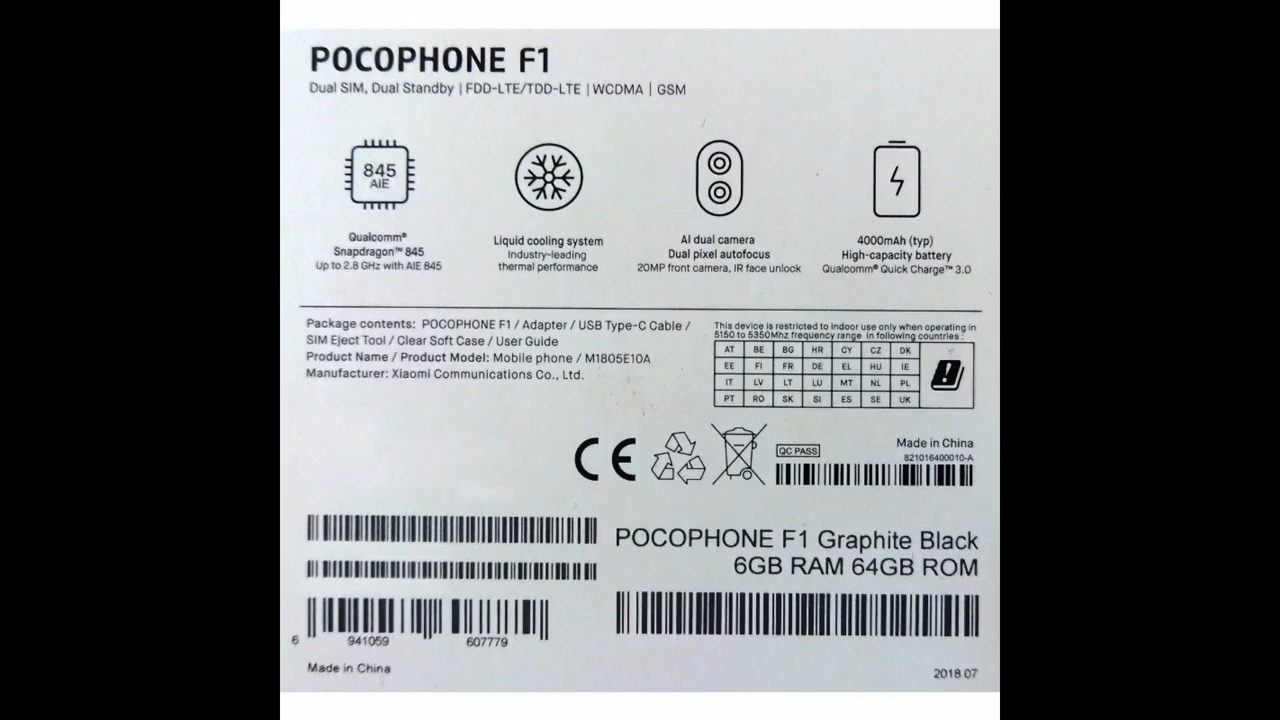 POCOPHONE F1
Dual SIM, Dual Standby | FDD-LTE/TDD-LTE | WCDMA | GSM
845
AIE
Qualcomm®
Snapdragon™ 845
Up to 2.8 GHz with AIE 845
Liquid cooling system
Industry-leading
thermal performance
AI dual camera
Dual pixel autofocus
20MP front camera, IR face unlock
4000mAh (typ)
High-capacity battery
Qualcomm® Quick Charge™ 3.0
Package contents: POCOPHONE F1 / Adapter / USB Type-C Cable /
SIM Eject Tool / Clear Soft Case / User Guide
Product Name / Product Model: Mobile phone / M1805E10A
Manufacturer: Xiaomi Communications Co., Ltd.
This device is restricted to indoor use only when operating in
5150 to 5350Mhz frequency range in following countries :
AT BE BG HR CY CZ DK
EE FI FR DE EL HU IE
IT LV LT LU MT NL PL
PT RO SK SI ES SE UK
CE
QC PASS
Made in China
821016400010-A
POCOPHONE F1 Graphite Black
6GB RAM 64GB ROM
6 941059 607779
Made in China
2018.07